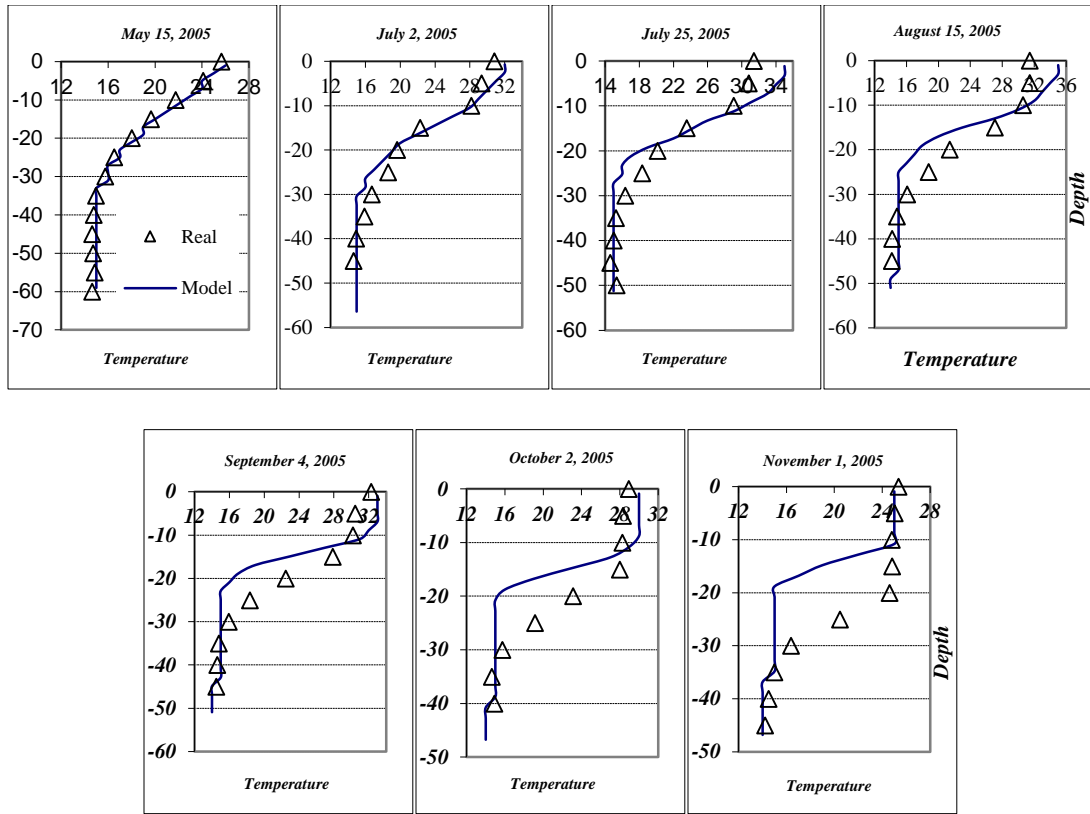 May 15, 2005
0
12 16 20 24 28
-10
-20
-30
-40
-50
-60
-70
Real
Model
Temperature
July 2, 2005
0
12 16 20 24 28 32
-10
-20
-30
-40
-50
-60
Temperature
July 25, 2005
0
14 18 22 26 30 34
-10
-20
-30
-40
-50
-60
Temperature
August 15, 2005
0
12 16 20 24 28 32 36
-10
-20
-30
-40
-50
-60
Depth
Temperature
September 4, 2005
0
12 16 20 24 28 32
-10
-20
-30
-40
-50
-60
Temperature
October 2, 2005
0
12 16 20 24 28 32
-10
-20
-30
-40
-50
Temperature
November 1, 2005
0
12 16 20 24 28
-10
-20
-30
-40
-50
Depth
Temperature